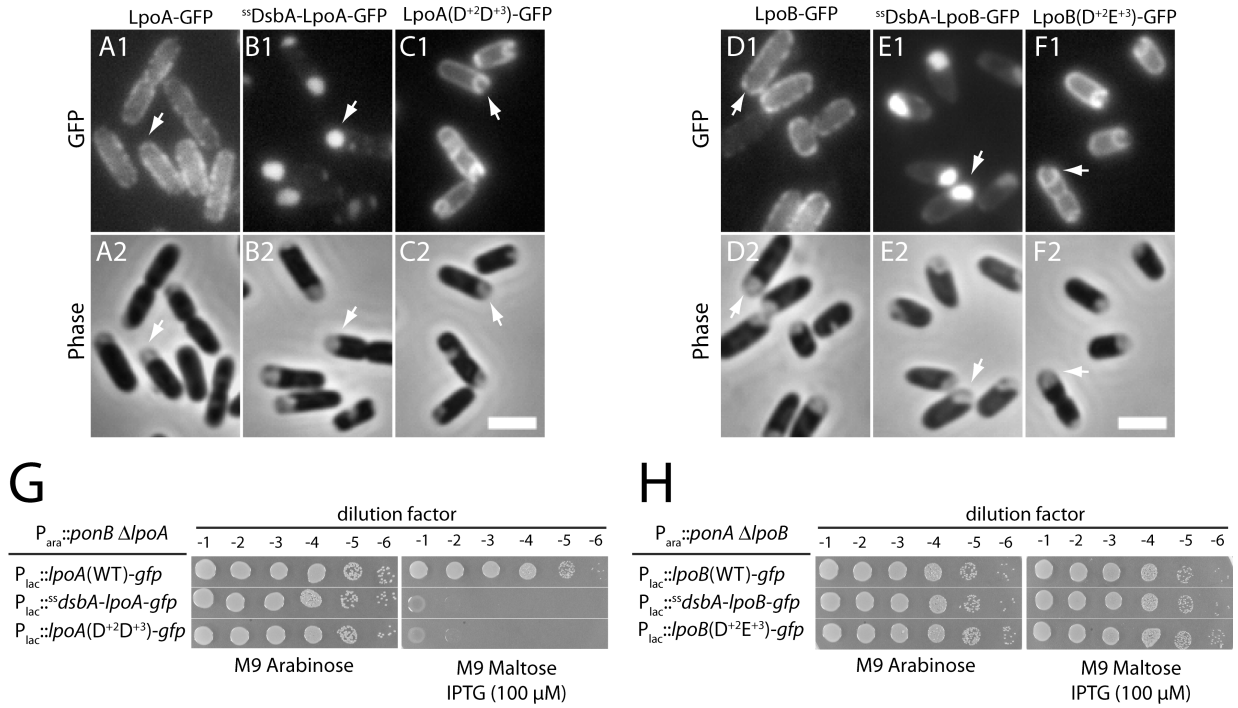 LpoA-GFP ssDsbA-LpoA-GFP LpoA(D+2D+3)-GFP
LpoB-GFP ssDsbA-LpoB-GFP LpoB(D+2E+3)-GFP
A1 B1 C1
D1 E1 F1
GFP
GFP
A2 B2 C2
D2 E2 F2
Phase
Phase
G
dilution factor
Para::ponB ΔlpoA -1 -2 -3 -4 -5 -6 -1 -2 -3 -4 -5 -6
Plac::lpoA(WT)-gfp
Plac::ssdsbA-lpoA-gfp
Plac::lpoA(D+2D+3)-gfp
M9 Arabinose
M9 Maltose
IPTG (100 µM)
H
dilution factor
Para::ponA ΔlpoB -1 -2 -3 -4 -5 -6 -1 -2 -3 -4 -5 -6
Plac::lpoB(WT)-gfp
Plac::ssdsbA-lpoB-gfp
Plac::lpoB(D+2E+3)-gfp
M9 Arabinose
M9 Maltose
IPTG (100 µM)